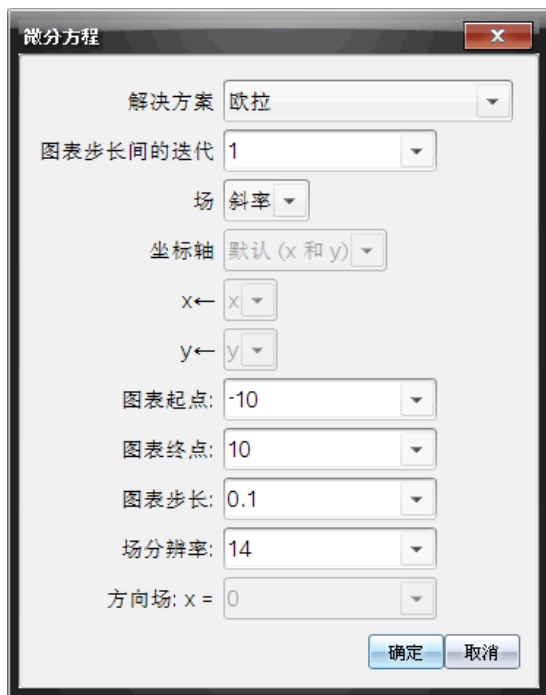 微分方程
解决方案 欧拉
图表步长间的迭代 1
场 斜率
坐标轴 默认 (x 和 y)
x← x
y← y
图表起点: -10
图表终点: 10
图表步长: 0.1
场分辨率: 14
方向场: x = 0
确定 取消